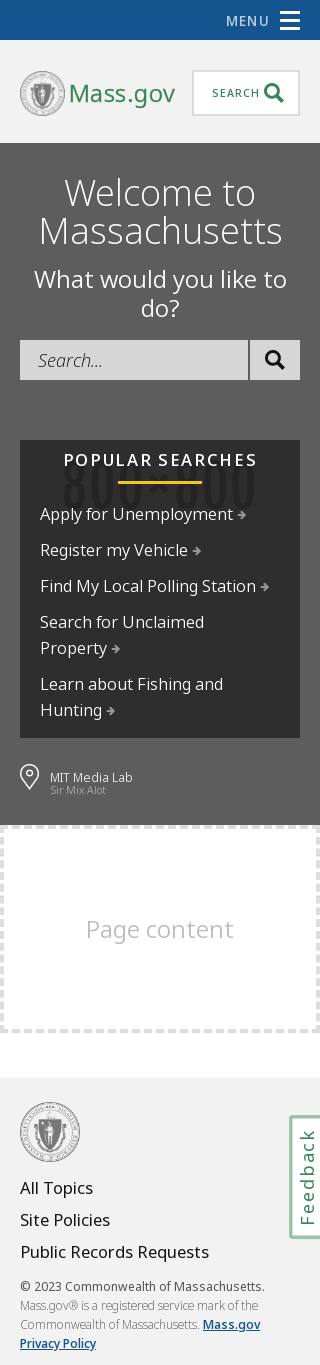 MENU
Mass.gov
SEARCH
Welcome to
Massachusetts
What would you like to
do?
Search...
800×800
POPULAR SEARCHES
Apply for Unemployment
Register my Vehicle
Find My Local Polling Station
Search for Unclaimed
Property
Learn about Fishing and
Hunting
MIT Media Lab
Sir Mix Alot
Page content
Feedback
All Topics
Site Policies
Public Records Requests
© 2023 Commonwealth of Massachusetts.
Mass.gov® is a registered service mark of the
Commonwealth of Massachusetts. Mass.gov
Privacy Policy